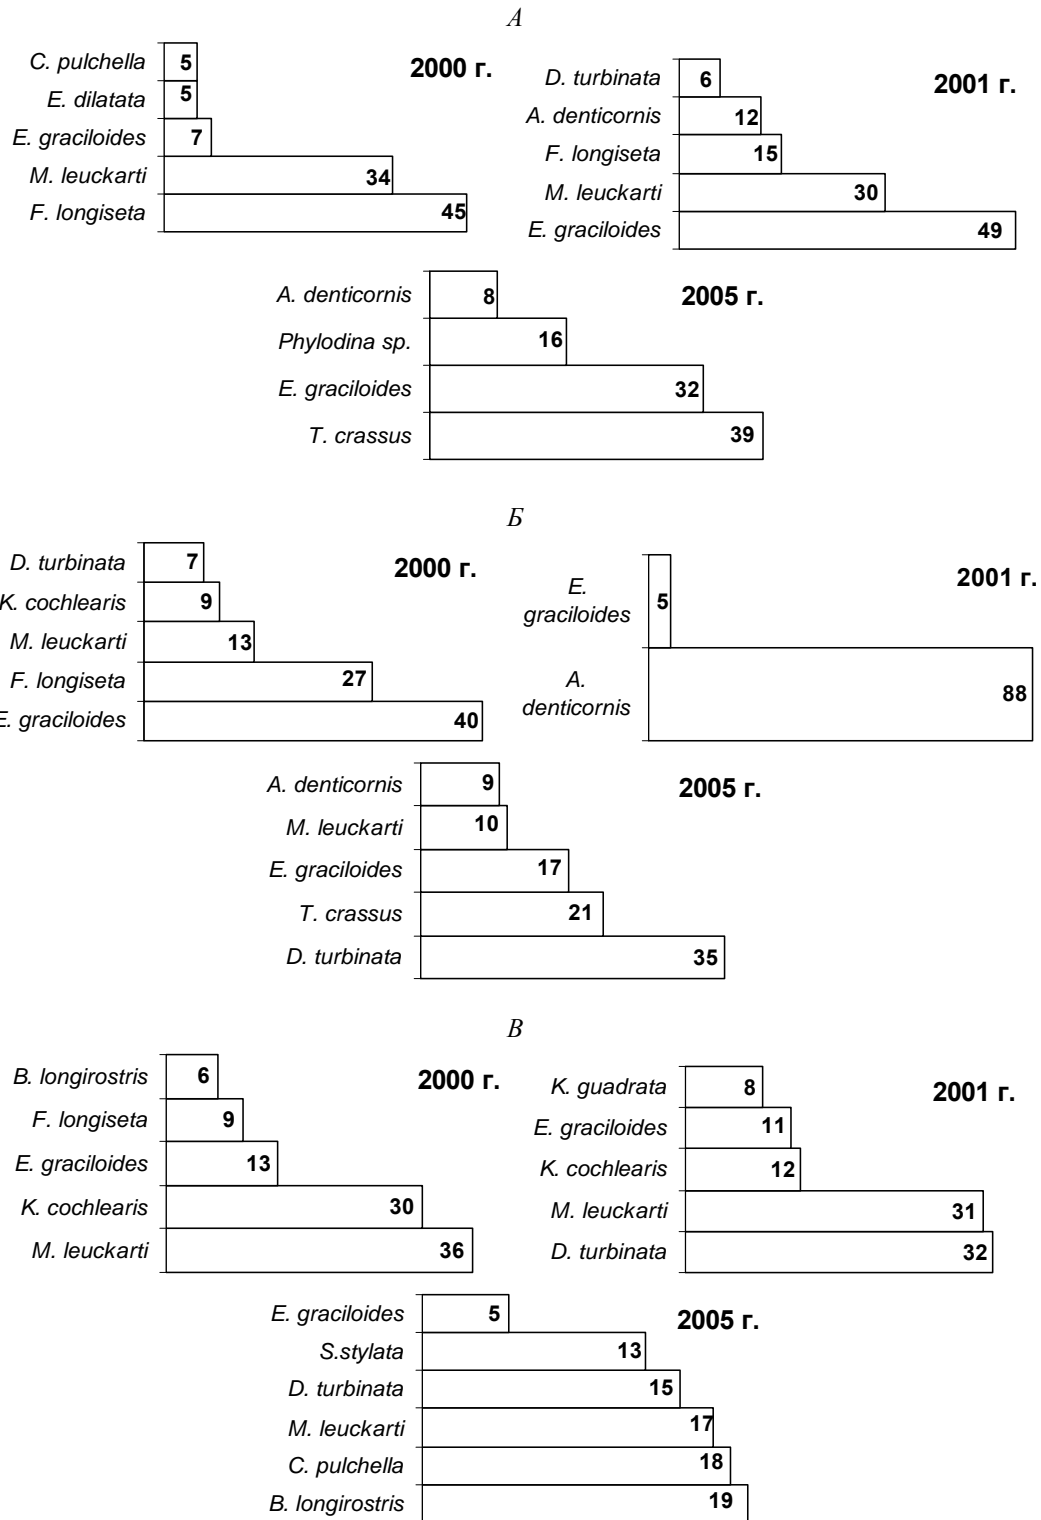 А
2000 г.
C. pulchella 5
E. dilatata 5
E. graciloides 7
M. leuckarti 34
F. longiseta 45
2001 г.
D. turbinata 6
A. denticornis 12
F. longiseta 15
M. leuckarti 30
E. graciloides 49
2005 г.
A. denticornis 8
Phylodina sp. 16
E. graciloides 32
T. crassus 39
Б
2000 г.
D. turbinata 7
K. cochlearis 9
M. leuckarti 13
F. longiseta 27
E. graciloides 40
2001 г.
E.
graciloides 5
A.
denticornis 88
2005 г.
A. denticornis 9
M. leuckarti 10
E. graciloides 17
T. crassus 21
D. turbinata 35
В
2000 г.
B. longirostris 6
F. longiseta 9
E. graciloides 13
K. cochlearis 30
M. leuckarti 36
2001 г.
K. guadrata 8
E. graciloides 11
K. cochlearis 12
M. leuckarti 31
D. turbinata 32
2005 г.
E. graciloides 5
S.stylata 13
D. turbinata 15
M. leuckarti 17
C. pulchella 18
B. longirostris 19